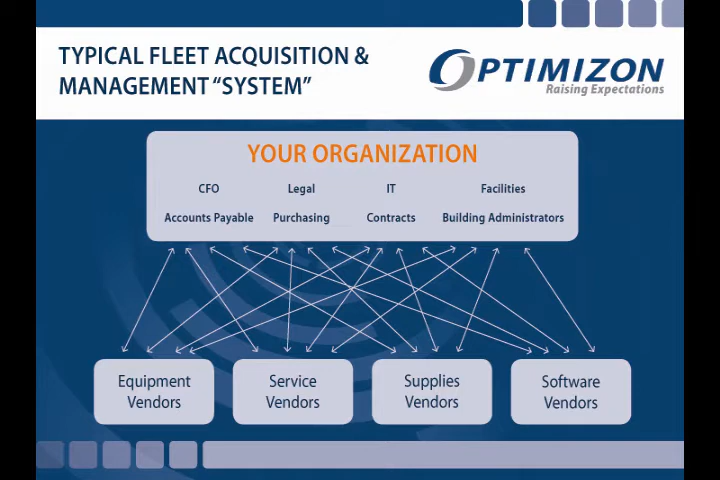 TYPICAL FLEET ACQUISITION &
MANAGEMENT “SYSTEM”
OPTIMIZON
Raising Expectations
YOUR ORGANIZATION
CFO Legal IT Facilities
Accounts Payable Purchasing Contracts Building Administrators
Equipment
Vendors
Service
Vendors
Supplies
Vendors
Software
Vendors